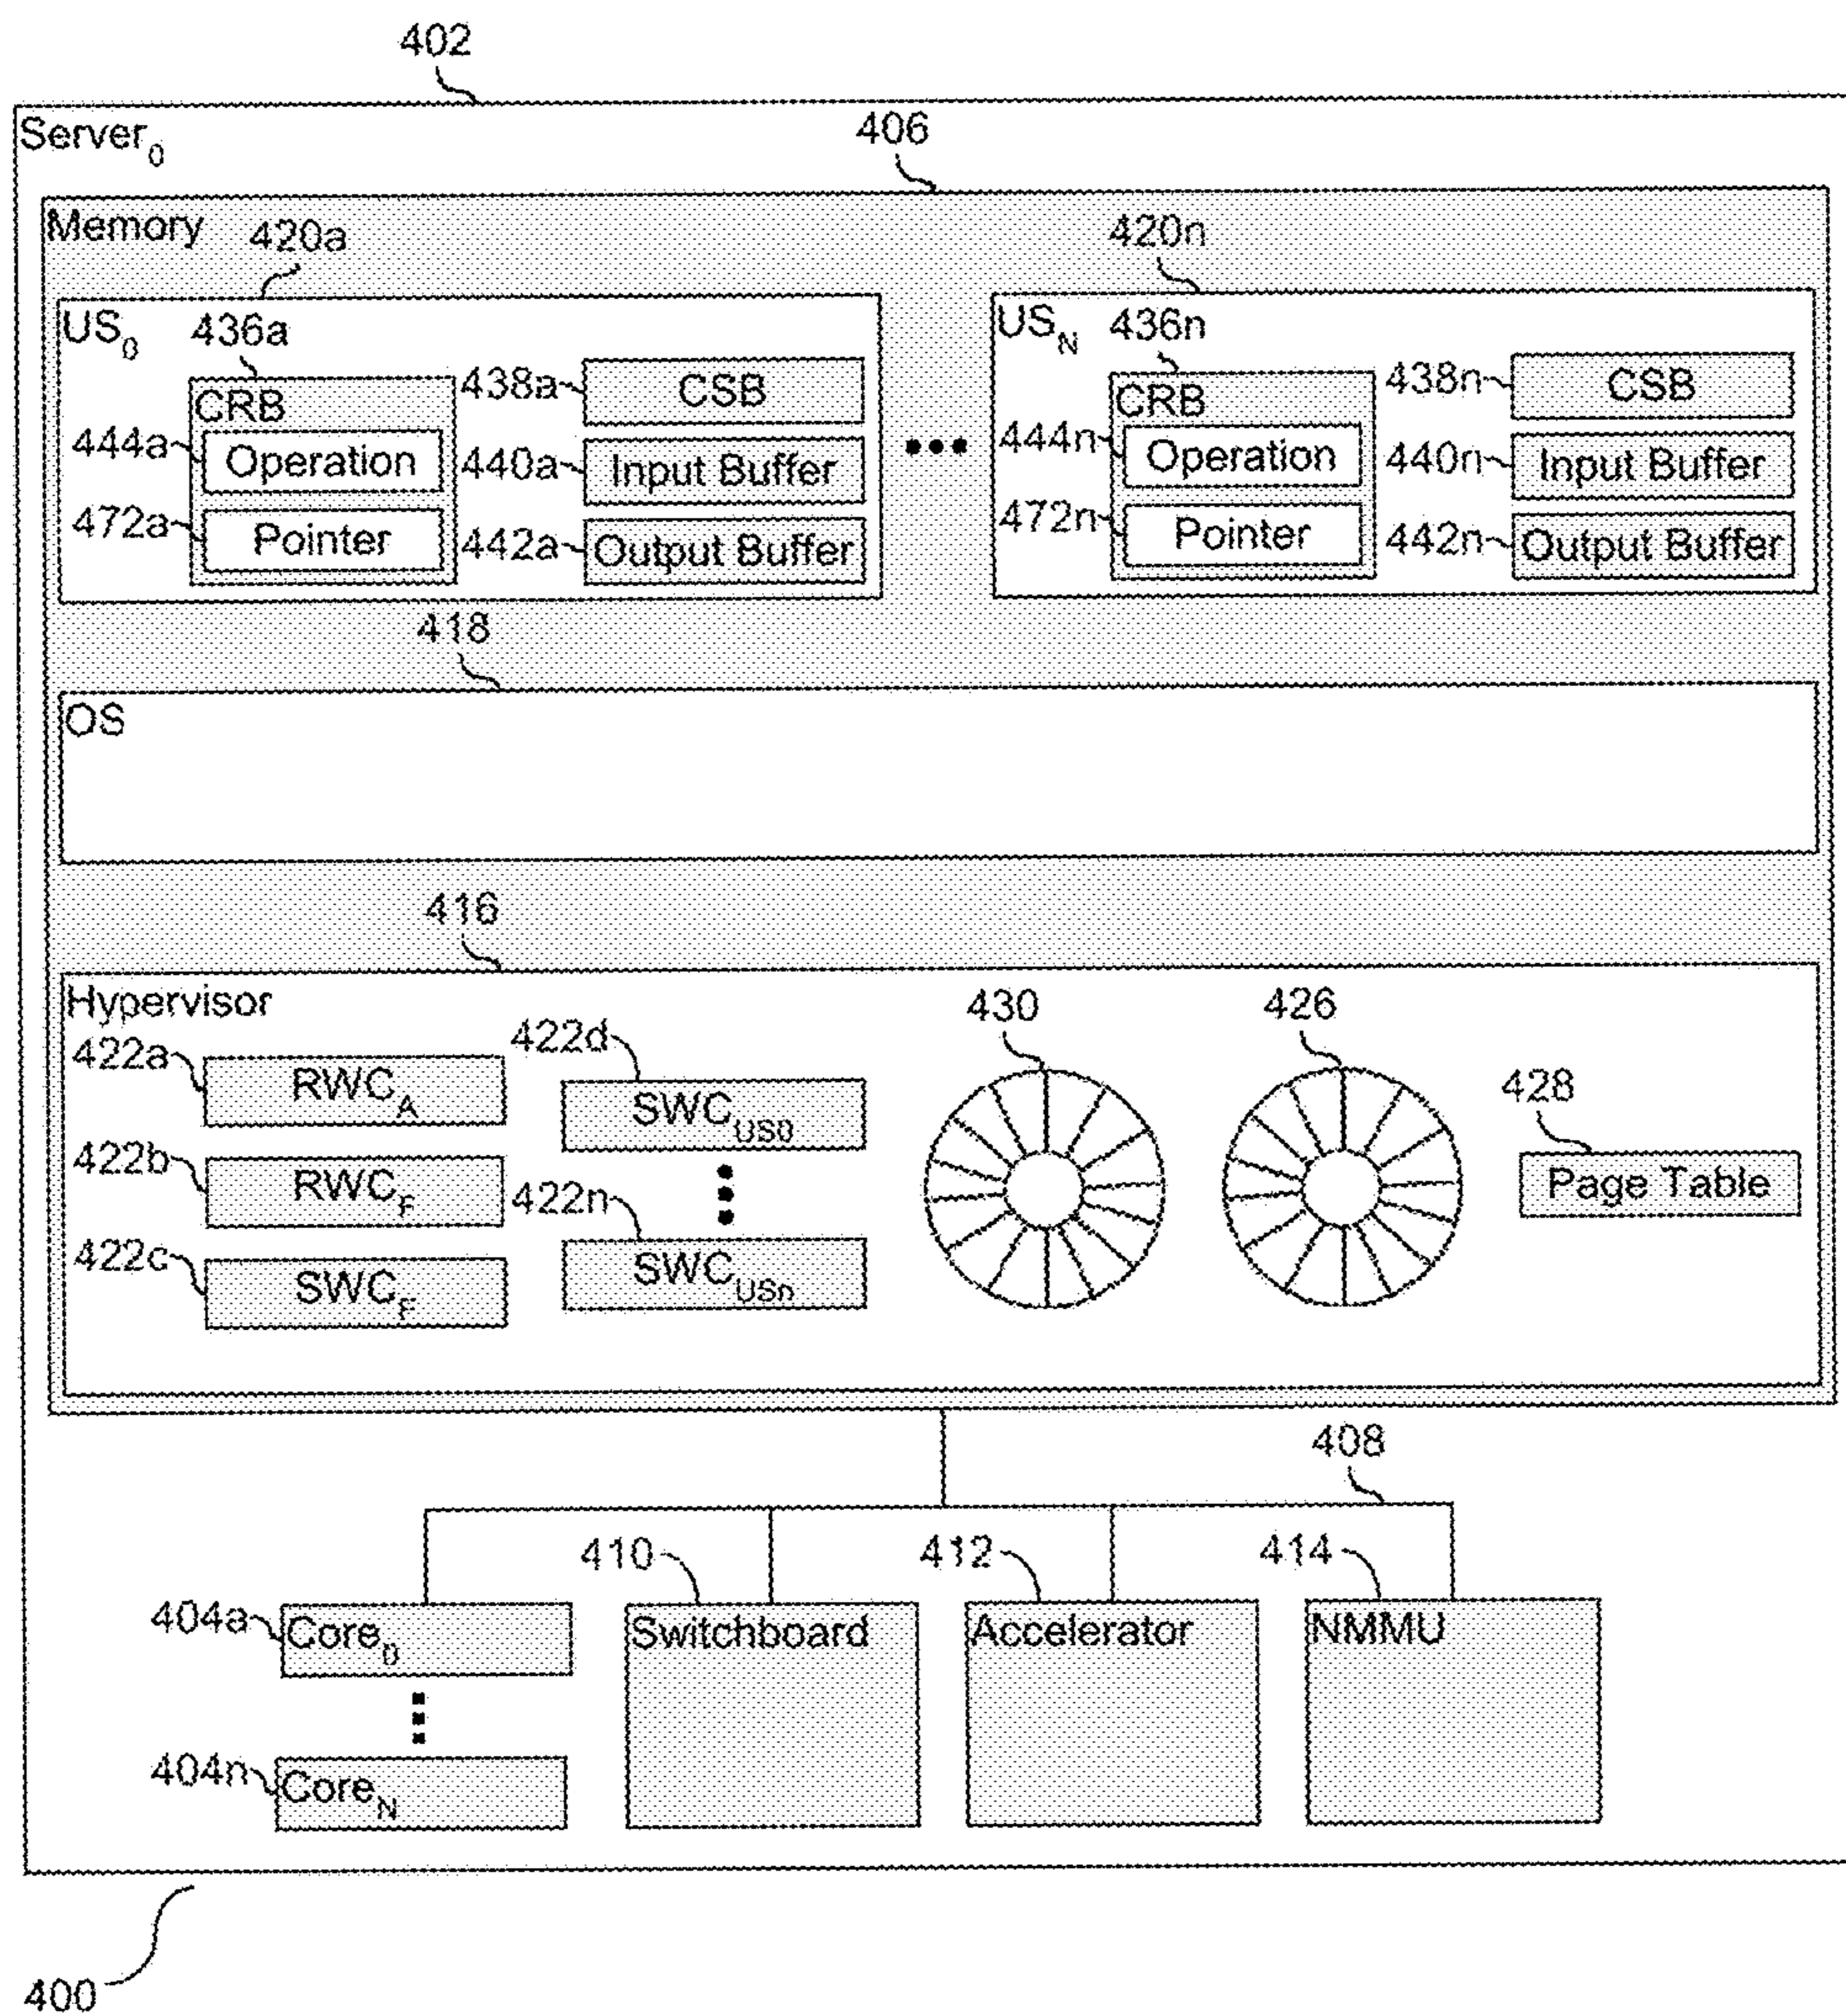 402
Server0
406
Memory
420a
420n
US0
436a
USN
436n
438a
CSB
438n
CSB
CRB
CRB
444a
Operation
440a
Input Buffer
444n
Operation
440n
Input Buffer
472a
Pointer
442a
Output Buffer
472n
Pointer
442n
Output Buffer
418
OS
416
Hypervisor
430
426
422a
RWCA
422d
SWCUS0
428
Page Table
422b
RWCF
422n
SWCUSn
422c
SWCF
408
410
412
414
404a
Core0
Switchboard
Accelerator
NMMU
404n
CoreN
400